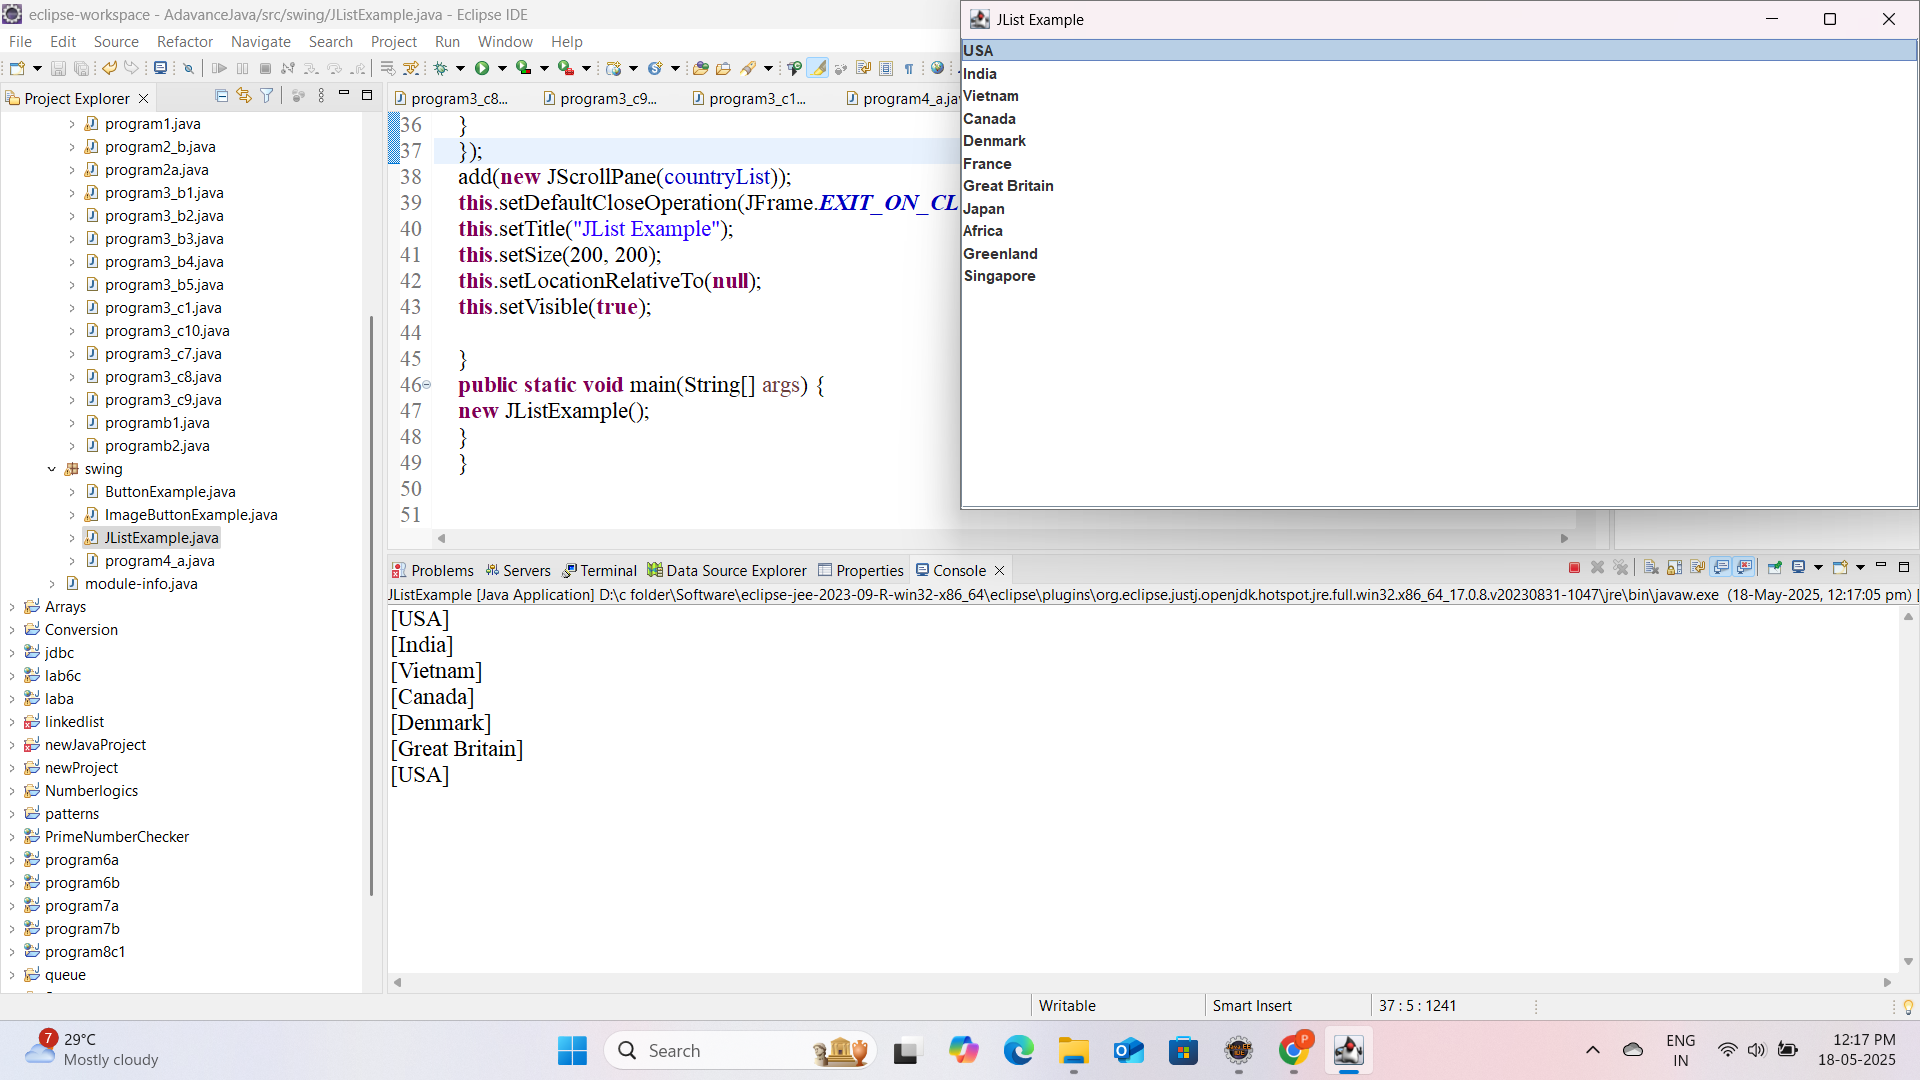 eclipse-workspace - AdavanceJava/src/swing/JListExample.java - Eclipse IDE
File Edit Source Refactor Navigate Search Project Run Window Help
Project Explorer
program1.java
program2_b.java
program2a.java
program3_b1.java
program3_b2.java
program3_b3.java
program3_b4.java
program3_b5.java
program3_c1.java
program3_c10.java
program3_c7.java
program3_c8.java
program3_c9.java
programb1.java
programb2.java
swing
ButtonExample.java
ImageButtonExample.java
JListExample.java
program4_a.java
module-info.java
Arrays
Conversion
jdbc
lab6c
laba
linkedlist
newJavaProject
newProject
Numberlogics
patterns
PrimeNumberChecker
program6a
program6b
program7a
program7b
program8c1
queue
program3_c8... program3_c9... program3_c1... program4_a.jav
36 }
37 });
38 add(new JScrollPane(countryList));
39 this.setDefaultCloseOperation(JFrame.EXIT_ON_CL
40 this.setTitle("JList Example");
41 this.setSize(200, 200);
42 this.setLocationRelativeTo(null);
43 this.setVisible(true);
44
45 }
46 public static void main(String[] args) {
47 new JListExample();
48 }
49 }
50
51
JList Example
USA
India
Vietnam
Canada
Denmark
France
Great Britain
Japan
Africa
Greenland
Singapore
Problems Servers Terminal Data Source Explorer Properties Console
JListExample [Java Application] D:\c folder\Software\eclipse-jee-2023-09-R-win32-x86_64\eclipse\plugins\org.eclipse.justj.openjdk.hotspot.jre.full.win32.x86_64_17.0.8.v20230831-1047\jre\bin\javaw.exe (18-May-2025, 12:17:05 pm)
[USA]
[India]
[Vietnam]
[Canada]
[Denmark]
[Great Britain]
[USA]
Writable Smart Insert 37 : 5 : 1241
7
29°C
Mostly cloudy
Search
P
ENG
IN
12:17 PM
18-05-2025